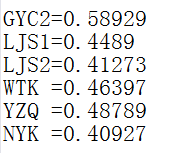 GYC2=0.58929
LJS1=0.4489
LJS2=0.41273
WTK =0.46397
YZQ =0.48789
NYK =0.40927